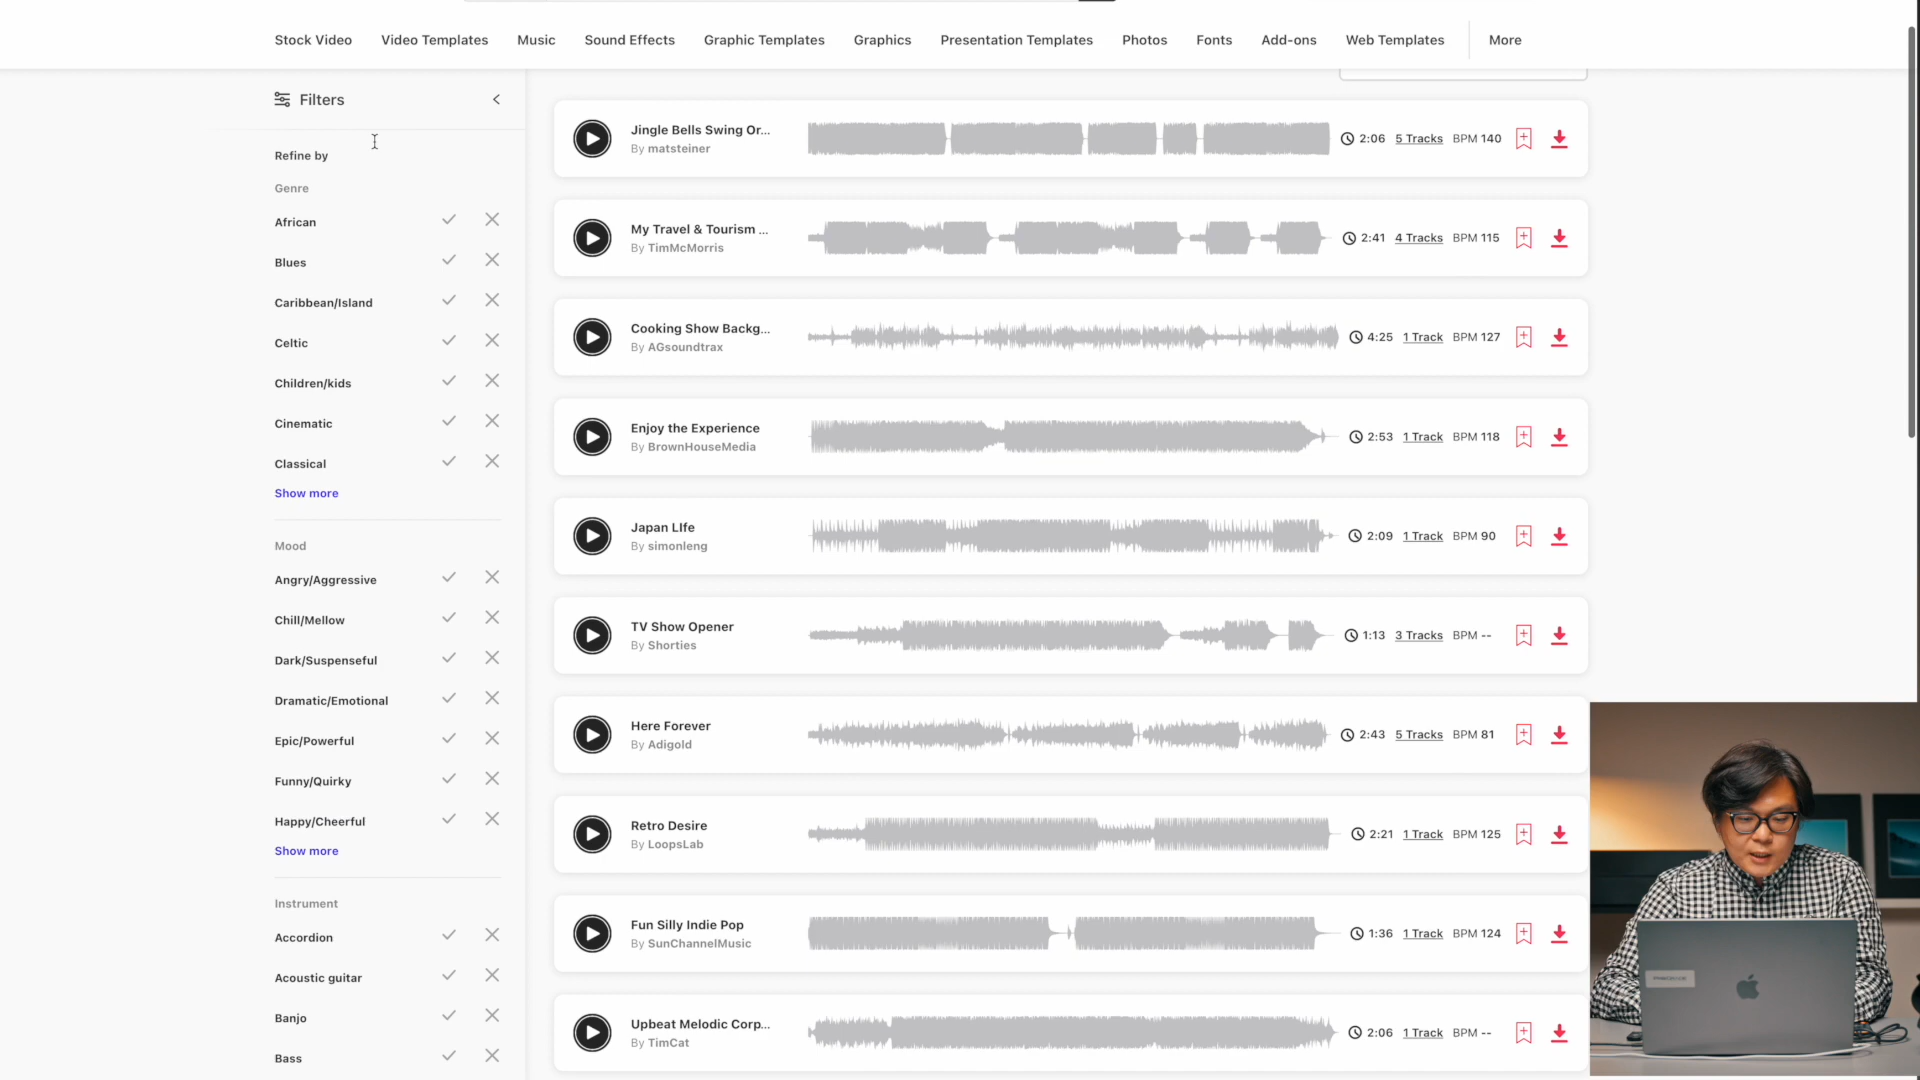 Stock Video Video Templates Music Sound Effects Graphic Templates Graphics Presentation Templates Photos Fonts Add-ons Web Templates More
Filters
Refine by
Genre
African
Blues
Caribbean/Island
Celtic
Children/kids
Cinematic
Classical
Show more
Mood
Angry/Aggressive
Chill/Mellow
Dark/Suspenseful
Dramatic/Emotional
Epic/Powerful
Funny/Quirky
Happy/Cheerful
Show more
Instrument
Accordion
Acoustic guitar
Banjo
Bass
Jingle Bells Swing Or...
By matsteiner
2:06 5 Tracks BPM 140
My Travel & Tourism ...
By TimMcMorris
2:41 4 Tracks BPM 115
Cooking Show Backg...
By AGsoundtrax
4:25 1 Track BPM 127
Enjoy the Experience
By BrownHouseMedia
2:53 1 Track BPM 118
Japan LIfe
By simonleng
2:09 1 Track BPM 90
TV Show Opener
By Shorties
1:13 3 Tracks BPM --
Here Forever
By Adigold
2:43 5 Tracks BPM 81
Retro Desire
By LoopsLab
2:21 1 Track BPM 125
Fun Silly Indie Pop
By SunChannelMusic
1:36 1 Track BPM 124
Upbeat Melodic Corp...
By TimCat
2:06 1 Track BPM --